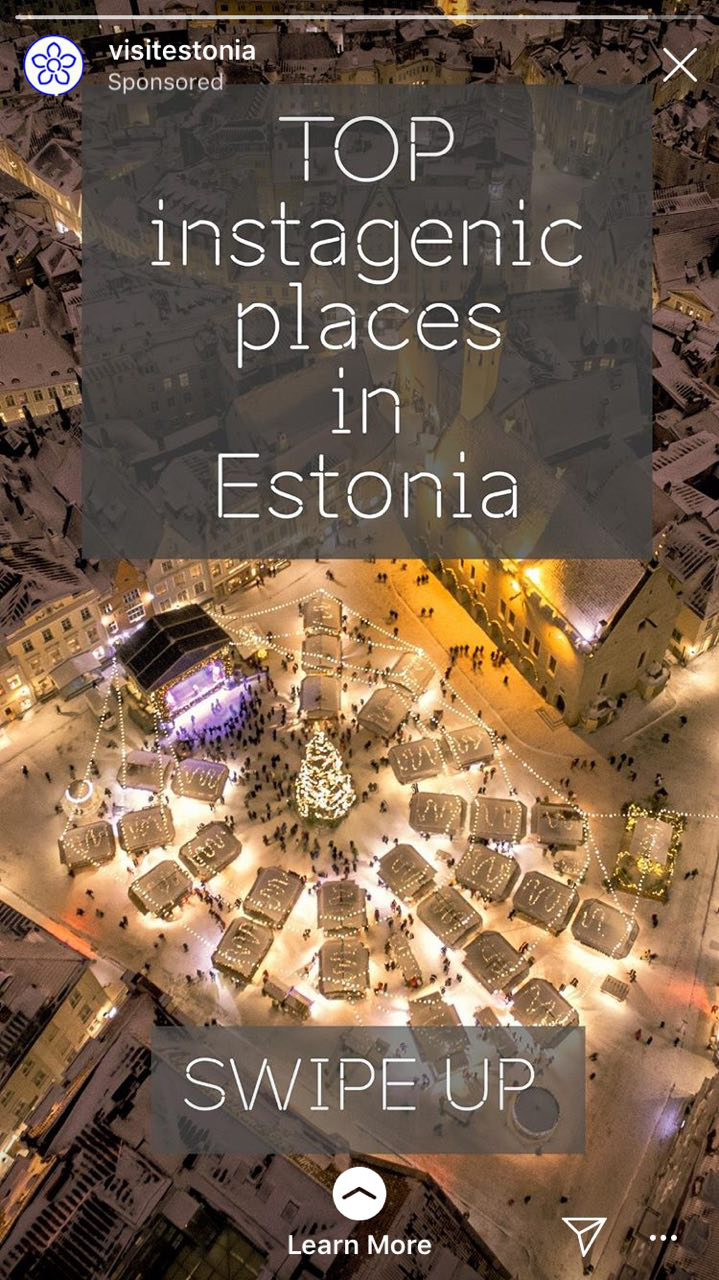 visitestonia
Sponsored
TOP
instagenic
places
in
Estonia
SWIPE UP
Learn More